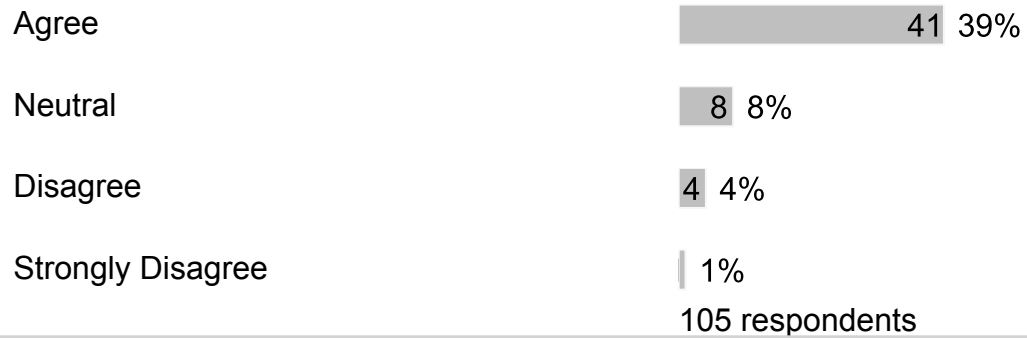 Agree 41 39%
Neutral 8 8%
Disagree 4 4%
Strongly Disagree 1%
105 respondents